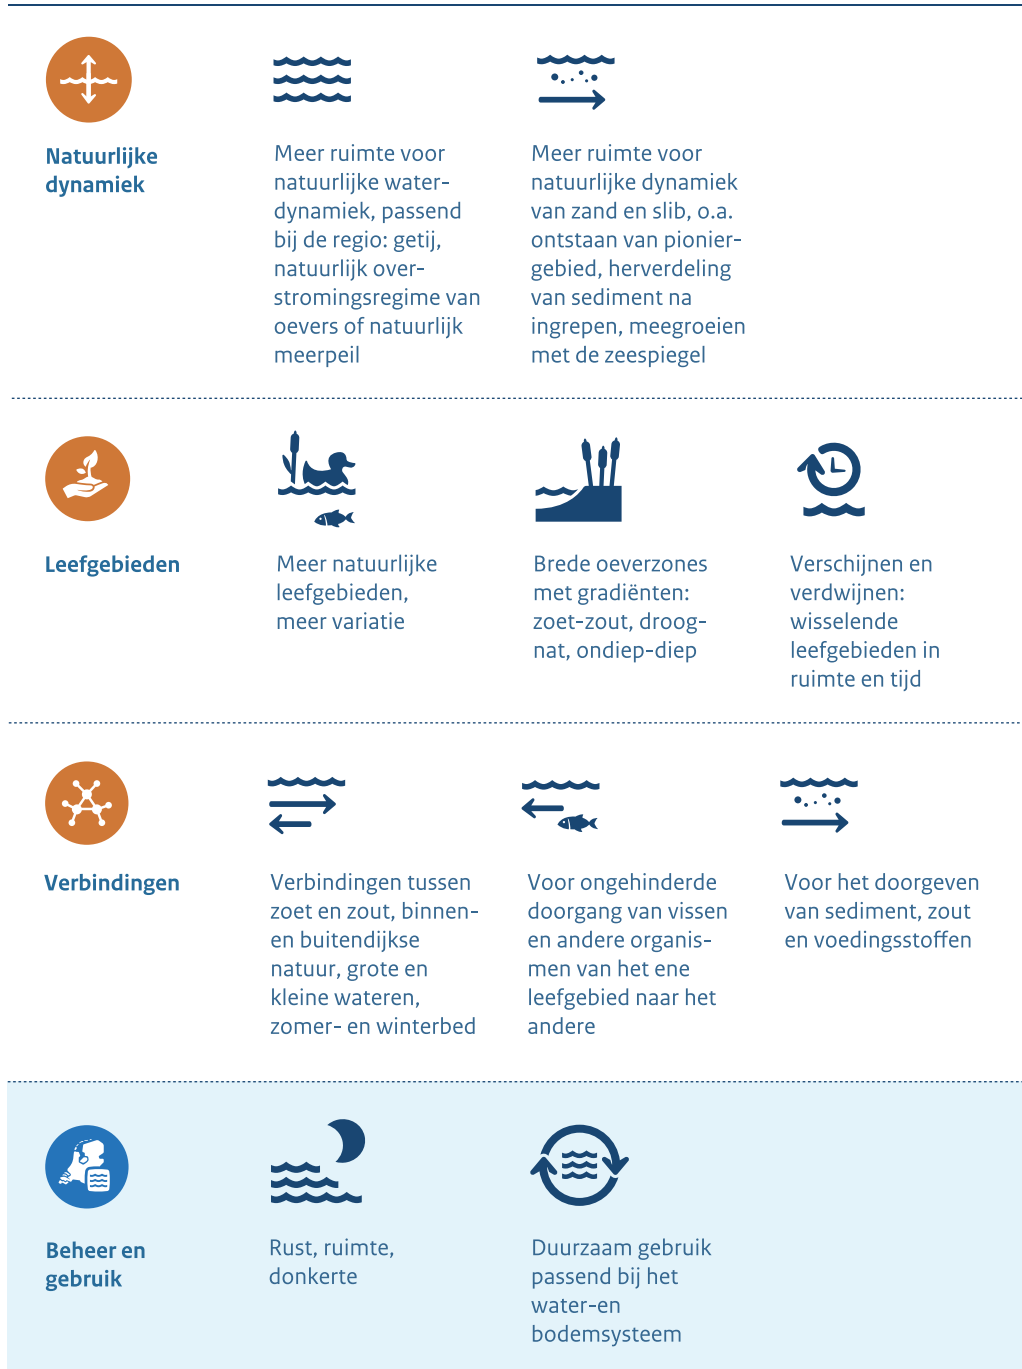 Natuurlijke
dynamiek
Meer ruimte voor
natuurlijke water-
dynamiek, passend
bij de regio: getij,
natuurlijk over-
stromingsregime van
oevers of natuurlijk
meerpeil
Meer ruimte voor
natuurlijke dynamiek
van zand en slib, o.a.
ontstaan van pionier-
gebied, herverdeling
van sediment na
ingrepen, meegroeien
met de zeespiegel
Leefgebieden
Meer natuurlijke
leefgebieden,
meer variatie
Brede oeverzones
met gradiënten:
zoet-zout, droog-
nat, ondiep-diep
Verschijnen en
verdwijnen:
wisselende
leefgebieden in
ruimte en tijd
Verbindingen
Verbindingen tussen
zoet en zout, binnen-
en buitendijkse
natuur, grote en
kleine wateren,
zomer- en winterbed
Voor ongehinderde
doorgang van vissen
en andere organis-
men van het ene
leefgebied naar het
andere
Voor het doorgeven
van sediment, zout
en voedingsstoffen
Beheer en
gebruik
Rust, ruimte,
donkerte
Duurzaam gebruik
passend bij het
water-en
bodemsysteem